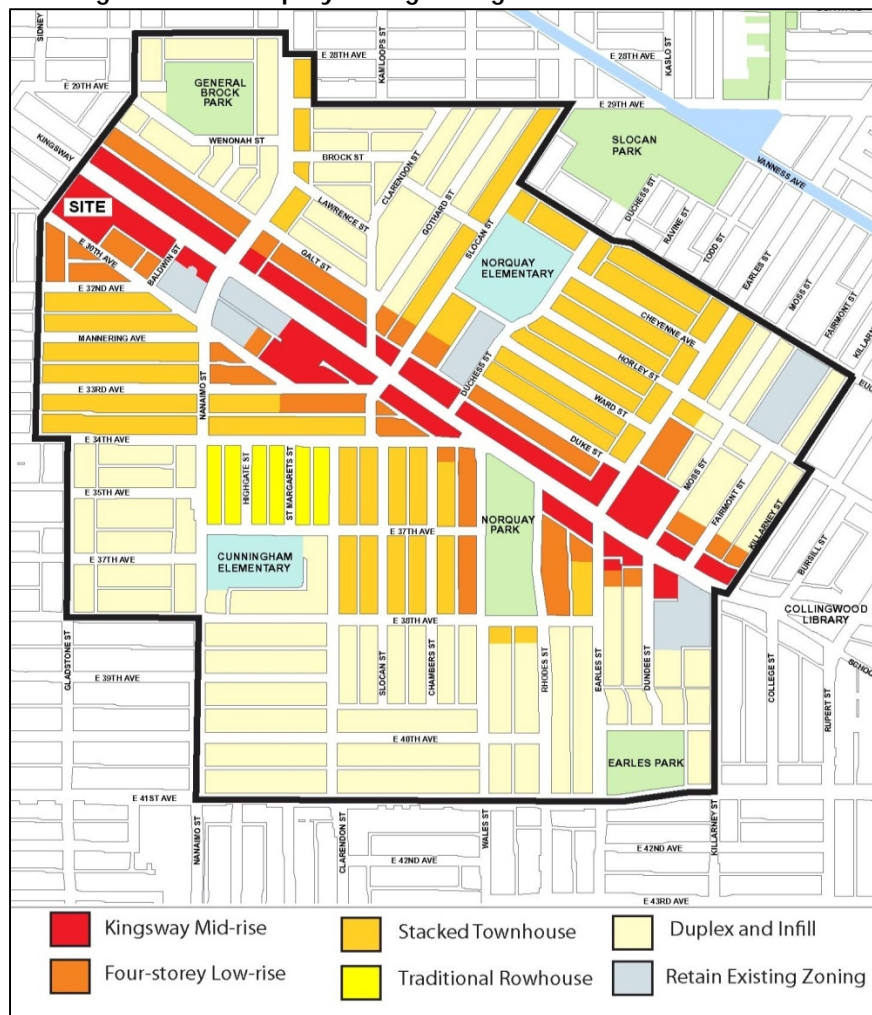 SIDNEY
E 28TH AVE
KAMLOOPS ST
E 28TH AVE
KASLO ST
GENERAL
BROCK
PARK
E 29TH AVE
E 29TH AVE
KINGSWAY
WENONAH ST
BROCK ST
CLARENDON ST
SLOCAN
PARK
VANNESS AVE
SITE
LAWRENCE ST
GOTHARD ST
DUCHESS ST
RAVINE ST
TODD ST
E 30TH AVE
BALDWIN ST
GALT ST
SLOCAN ST
NORQUAY
ELEMENTARY
EARLES ST
MOSS ST
FAIRMONT ST
E 32ND AVE
CHEYENNE AVE
MANNERING AVE
DUCHESS ST
HORLEY ST
NANAIMO ST
E 33RD AVE
WARD ST
DUKE ST
E 34TH AVE
MOSS ST
FAIRMONT ST
KILLARNEY ST
HIGHGATE ST
ST MARGARETS ST
E 35TH AVE
NORQUAY
PARK
E 37TH AVE
BURSILL ST
E 37TH AVE
CUNNINGHAM
ELEMENTARY
COLLINGWOOD
LIBRARY
E 38TH AVE
GLADSTONE ST
SLOCAN ST
CHAMBERS ST
RHODES ST
EARLES ST
DUNDEE ST
COLLEGE ST
RUPERT ST
E 39TH AVE
E 40TH AVE
EARLES PARK
E 41ST AVE
NANAIMO ST
CLARENDON ST
WALES ST
KILLARNEY ST
E 42ND AVE
E 42ND AVE
E 43RD AVE
Kingsway Mid-rise
Stacked Townhouse
Duplex and Infill
Four-storey Low-rise
Traditional Rowhouse
Retain Existing Zoning